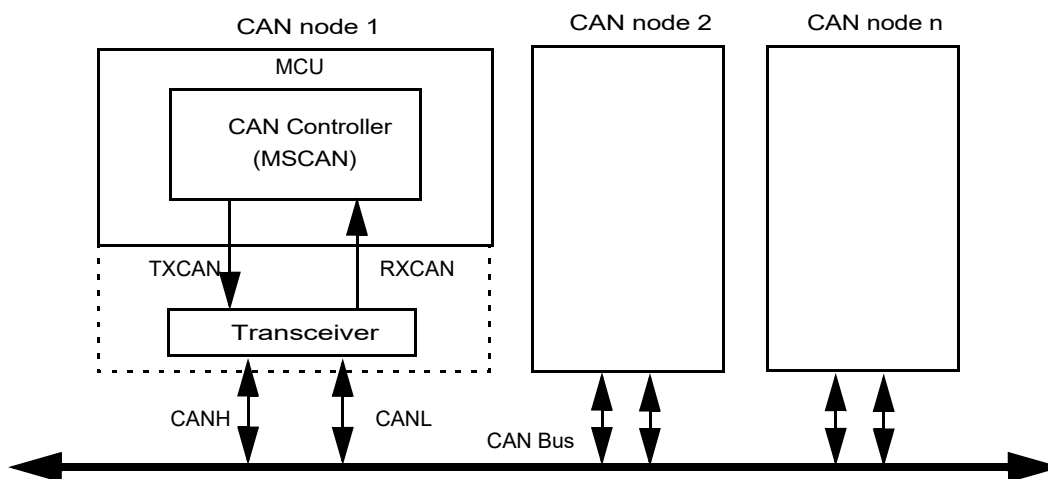 CAN node 1
CAN node 2
CAN node n
MCU
CAN Controller
(MSCAN)
TXCAN
RXCAN
Transceiver
CANH
CANL
CAN Bus